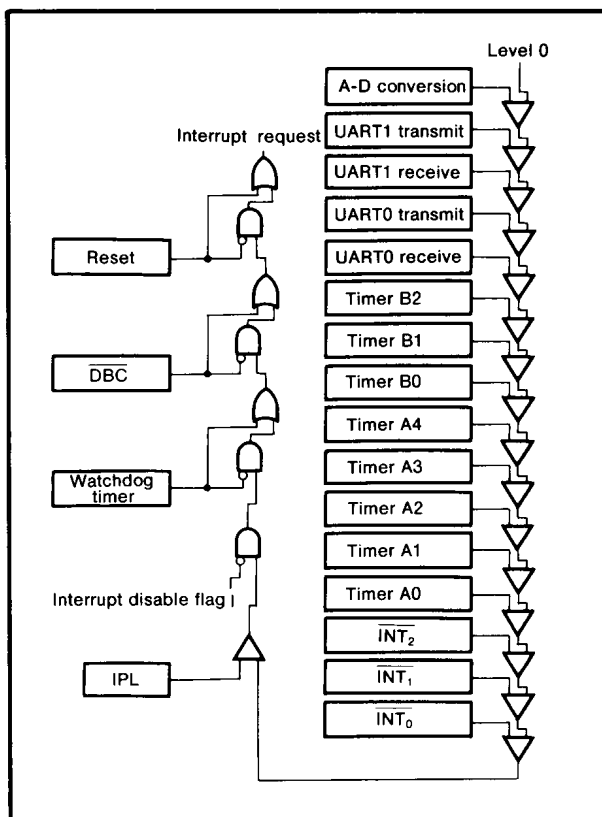 Level 0
A-D conversion
UART1 transmit
Interrupt request
UART1 receive
UART0 transmit
Reset
UART0 receive
Timer B2
Timer B1
DBC
Timer B0
Timer A4
Watchdog
timer
Timer A3
Timer A2
Timer A1
Interrupt disable flag I
Timer A0
INT₂
IPL
INT₁
INT₀